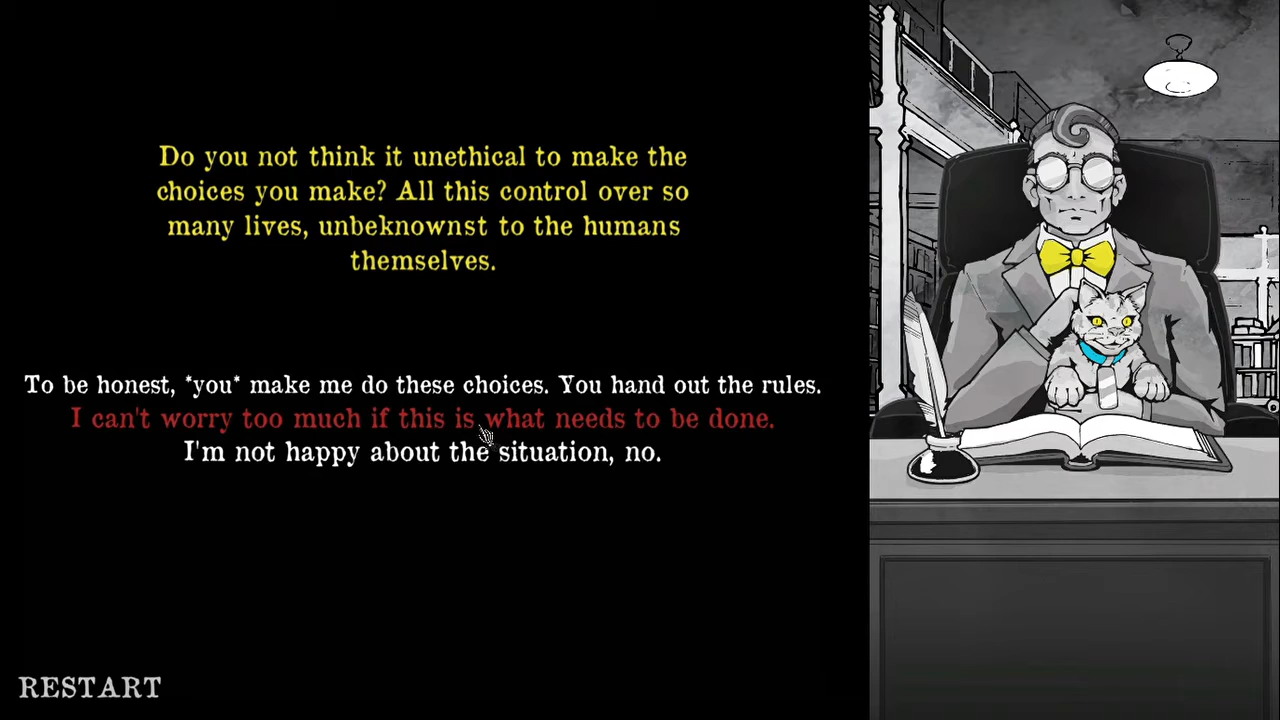 Do you not think it unethical to make the
choices you make? All this control over so
many lives, unbeknownst to the humans
themselves.
To be honest, *you* make me do these choices. You hand out the rules.
I can't worry too much if this is what needs to be done.
I'm not happy about the situation, no.
RESTART